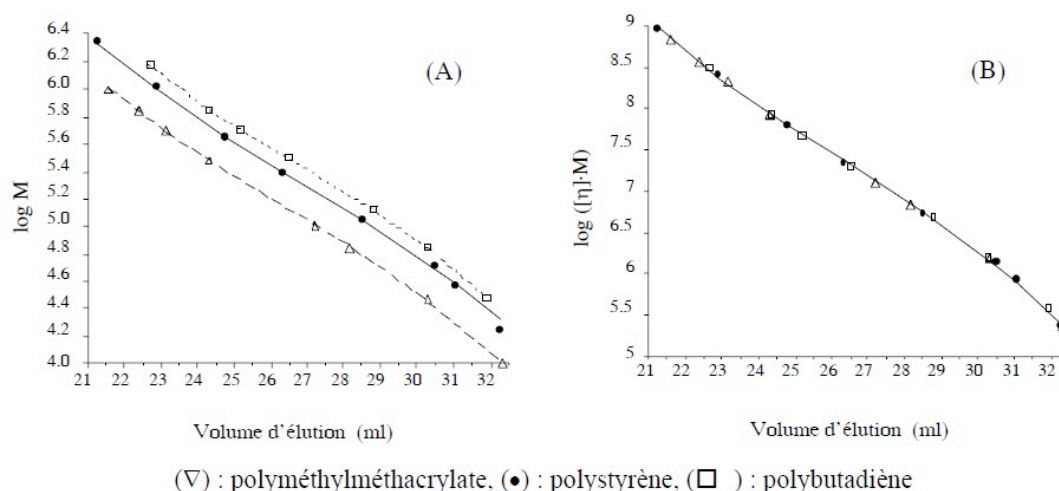 6.4
6.2
6.0
5.8
5.6
5.4
5.2
5.0
4.8
4.6
4.4
4.2
4.0
log M
(A)
21 22 23 24 25 26 27 28 29 30 31 32
Volume d'élution (ml)
9
8.5
8
7.5
7
6.5
6
5.5
5
log ([η]·M)
(B)
21 22 23 24 25 26 27 28 29 30 31 32
Volume d'élution (ml)
(▽) : polyméthylméthacrylate, (●) : polystyrène, (□ ) : polybutadiène